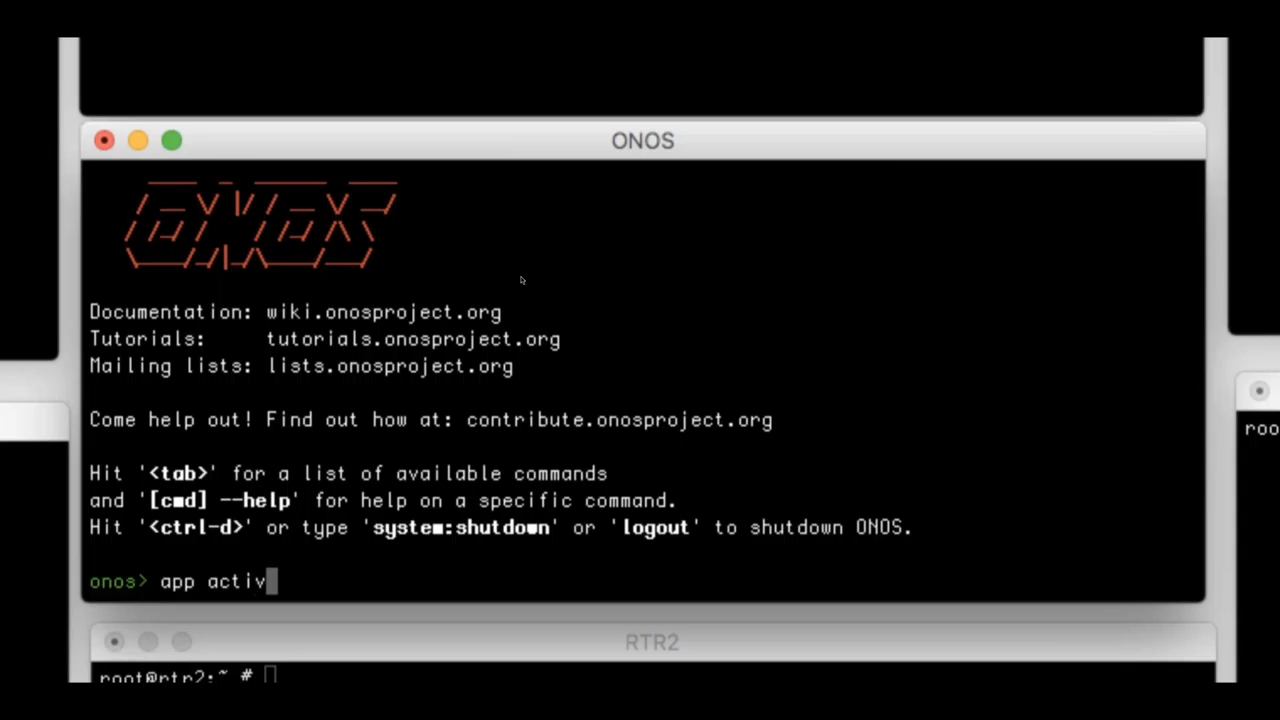 ONOS
Documentation: wiki.onosproject.org
Tutorials: tutorials.onosproject.org
Mailing lists: lists.onosproject.org
Come help out! Find out how at: contribute.onosproject.org
Hit '<tab>' for a list of available commands
and '[cmd] --help' for help on a specific command.
Hit '<ctrl-d>' or type 'system:shutdown' or 'logout' to shutdown ONOS.
onos> app activ
RTR2
root@rtr2:~ #
roo